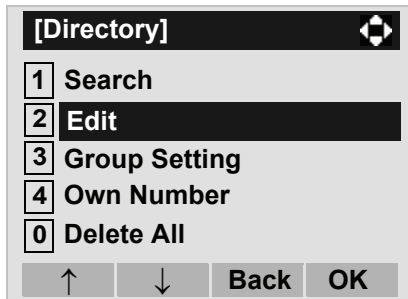 [Directory]
1 Search
2 Edit
3 Group Setting
4 Own Number
0 Delete All
↑ ↓ Back OK